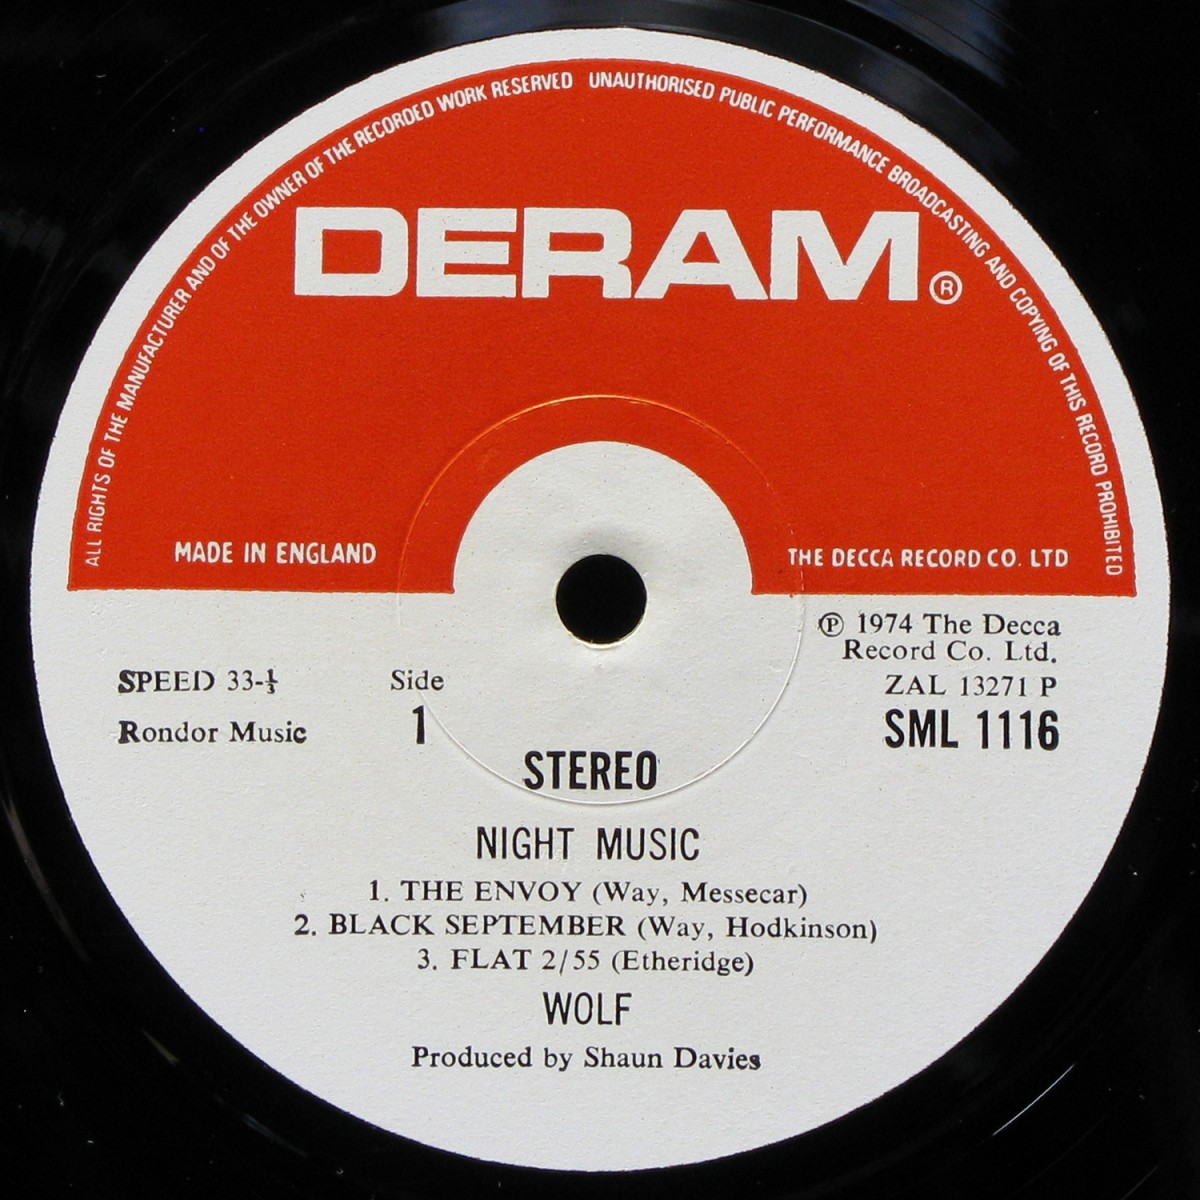 ALL RIGHTS OF THE MANUFACTURER AND OF THE OWNER OF THE RECORDED WORK RESERVED UNAUTHORISED PUBLIC PERFORMANCE BROADCASTING AND COPYING OF THIS RECORD PROHIBITED
DERAM ®
MADE IN ENGLAND
THE DECCA RECORD CO. LTD
℗ 1974 The Decca
Record Co. Ltd.
SPEED 33-⅓
Side
ZAL 13271 P
Rondor Music
1
SML 1116
STEREO
NIGHT MUSIC
1. THE ENVOY (Way, Messecar)
2. BLACK SEPTEMBER (Way, Hodkinson)
3. FLAT 2/55 (Etheridge)
WOLF
Produced by Shaun Davies